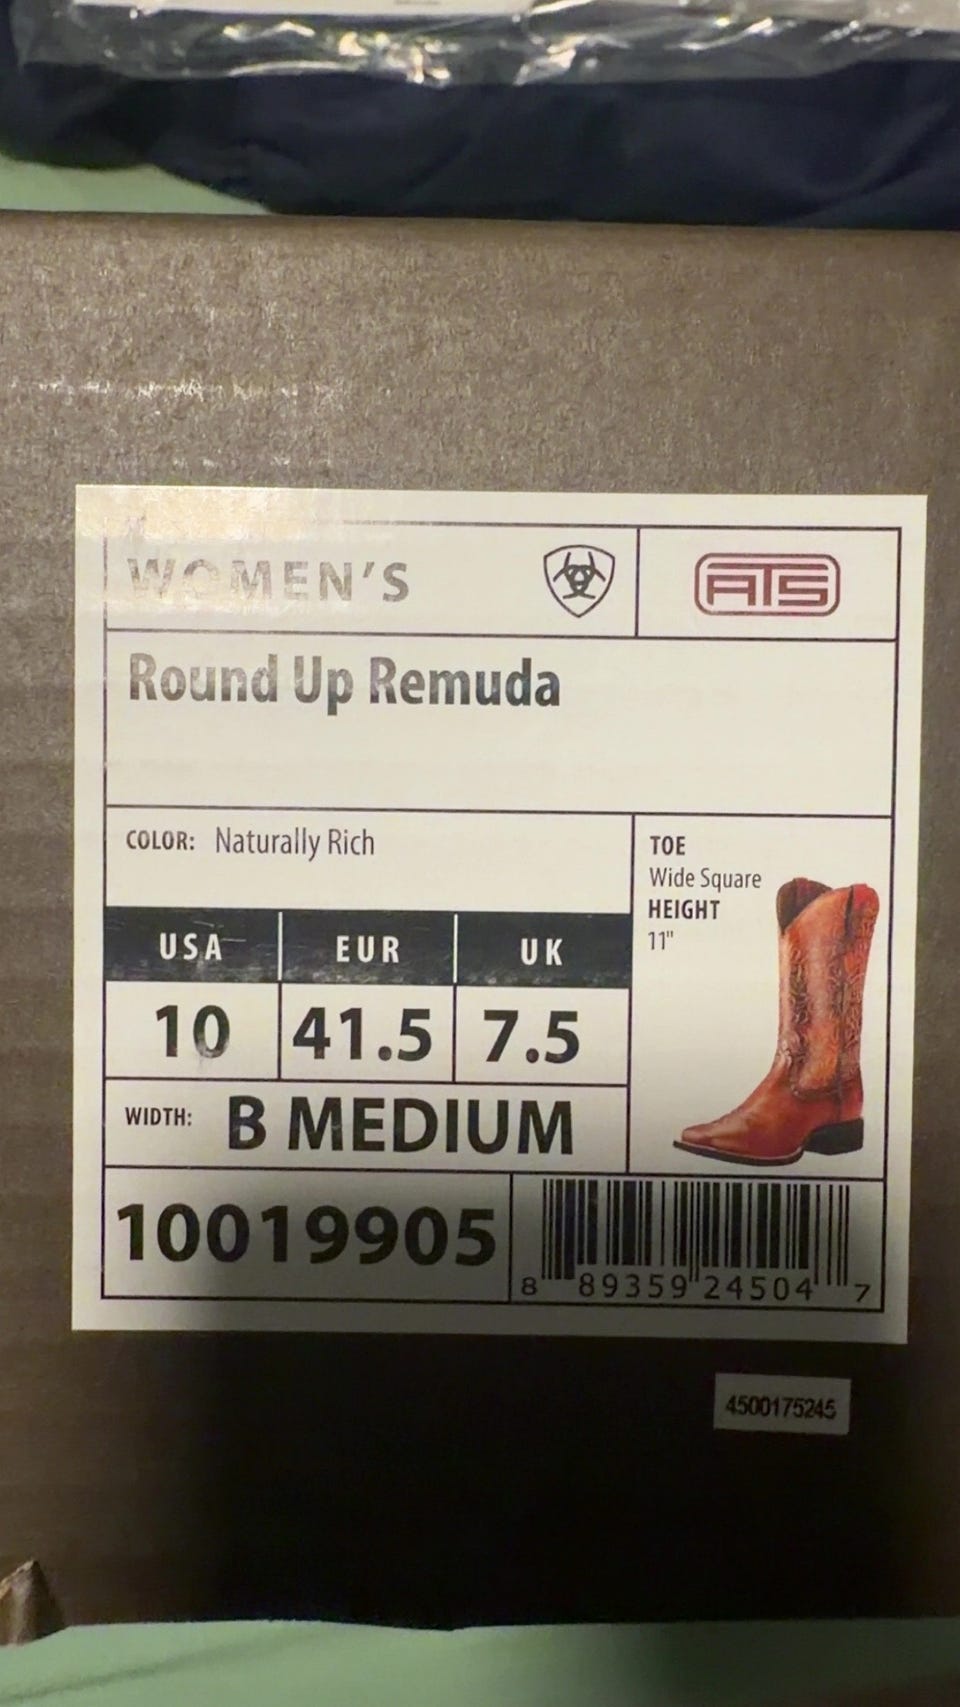 WOMEN'S
ATS
Round Up Remuda
COLOR: Naturally Rich
TOE
Wide Square
HEIGHT
11"
USA EUR UK
10 41.5 7.5
WIDTH: B MEDIUM
10019905
8 89359 24504 7
4500175245